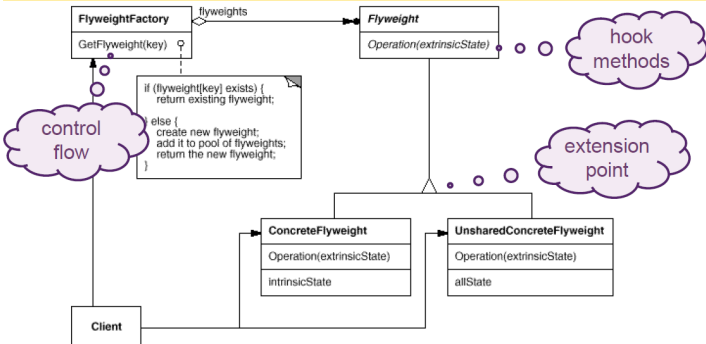 FlyweightFactory
flyweights
Flyweight
GetFlyweight(key)
Operation(extrinsicState)
hook
methods
if (flyweight[key] exists) {
return existing flyweight;
} else {
create new flyweight;
add it to pool of flyweights;
return the new flyweight;
}
control
flow
extension
point
ConcreteFlyweight
Operation(extrinsicState)
intrinsicState
UnsharedConcreteFlyweight
Operation(extrinsicState)
allState
Client